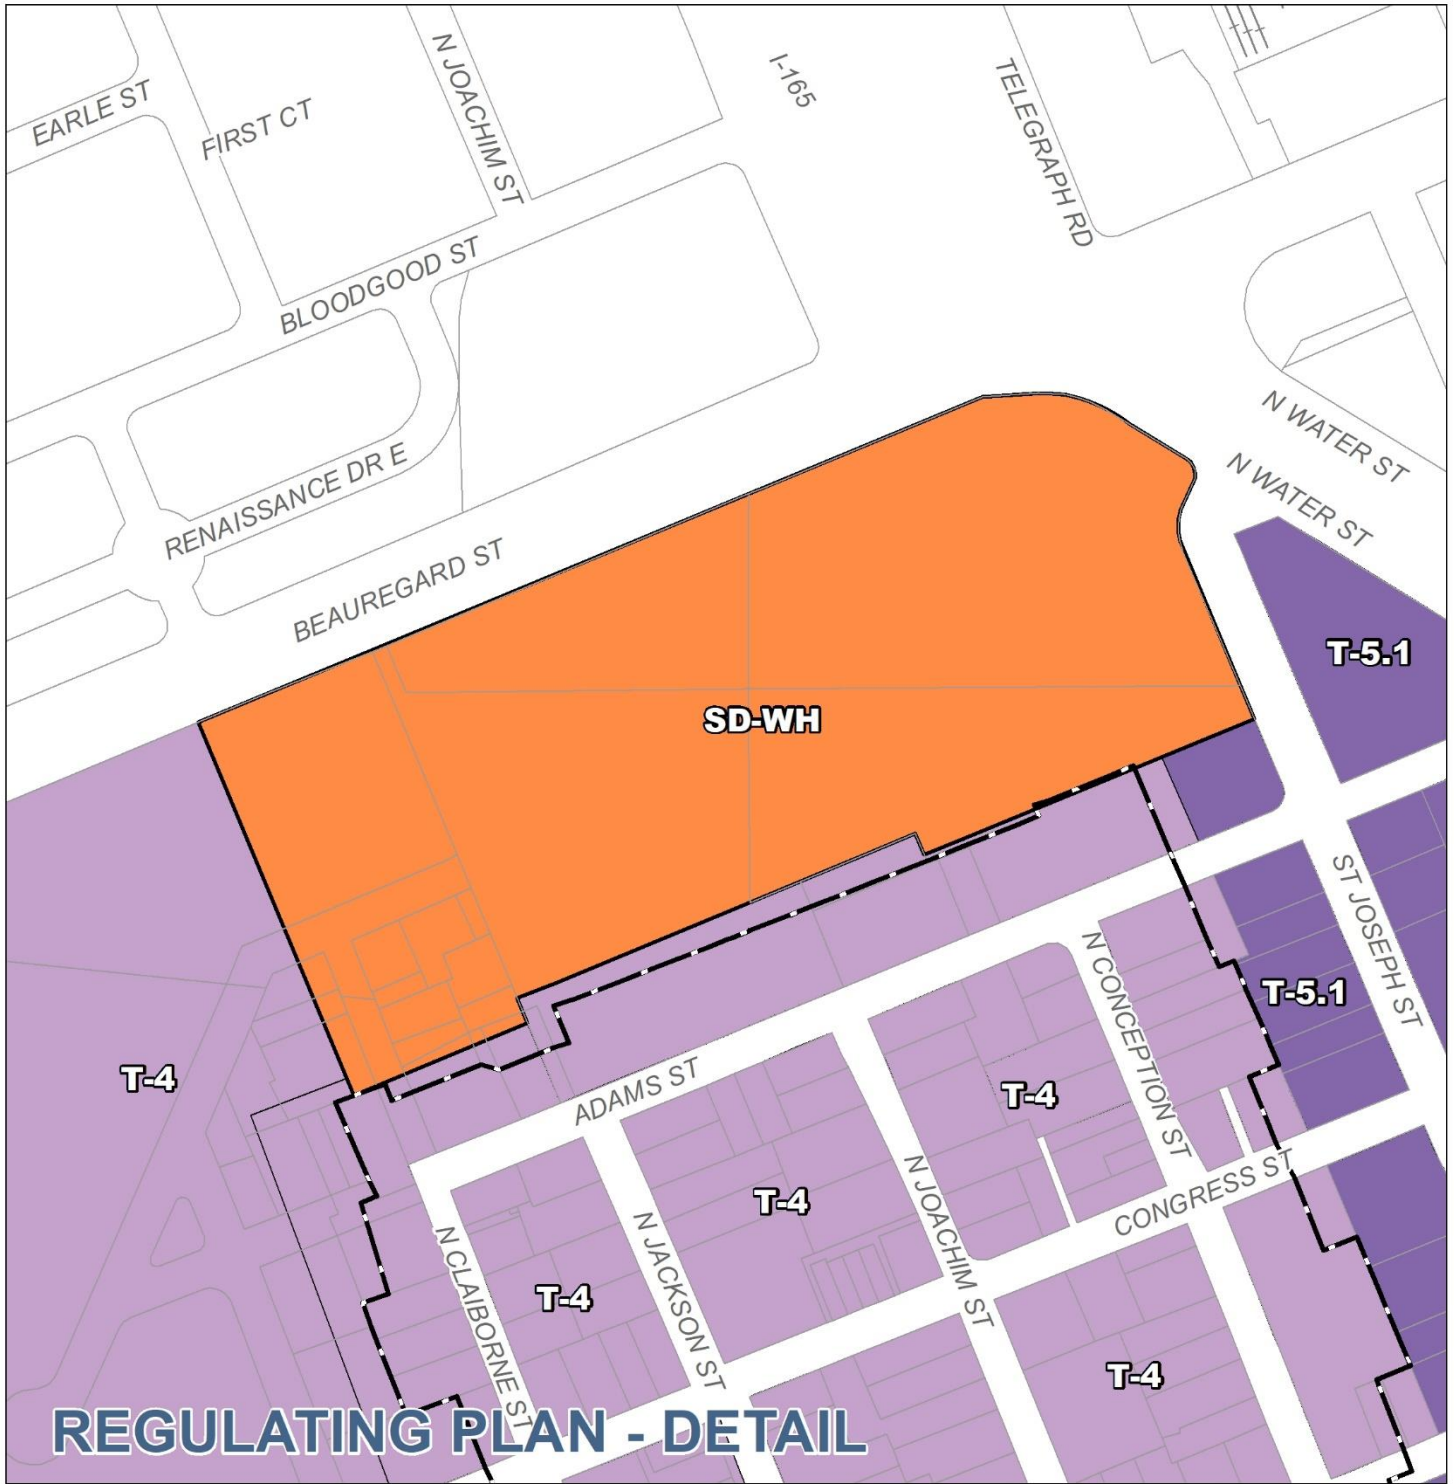 N JOACHIM ST
I-165
TELEGRAPH RD
EARLE ST
FIRST CT
BLOODGOOD ST
N WATER ST
RENAISSANCE DR E
N WATER ST
BEAUREGARD ST
T-5.1
SD-WH
ST JOSEPH ST
N CONCEPTION ST
T-5.1
T-4
ADAMS ST
T-4
N JOACHIM ST
T-4
CONGRESS ST
N CLAIBORNE ST
N JACKSON ST
T-4
T-4
REGULATING PLAN - DETAIL